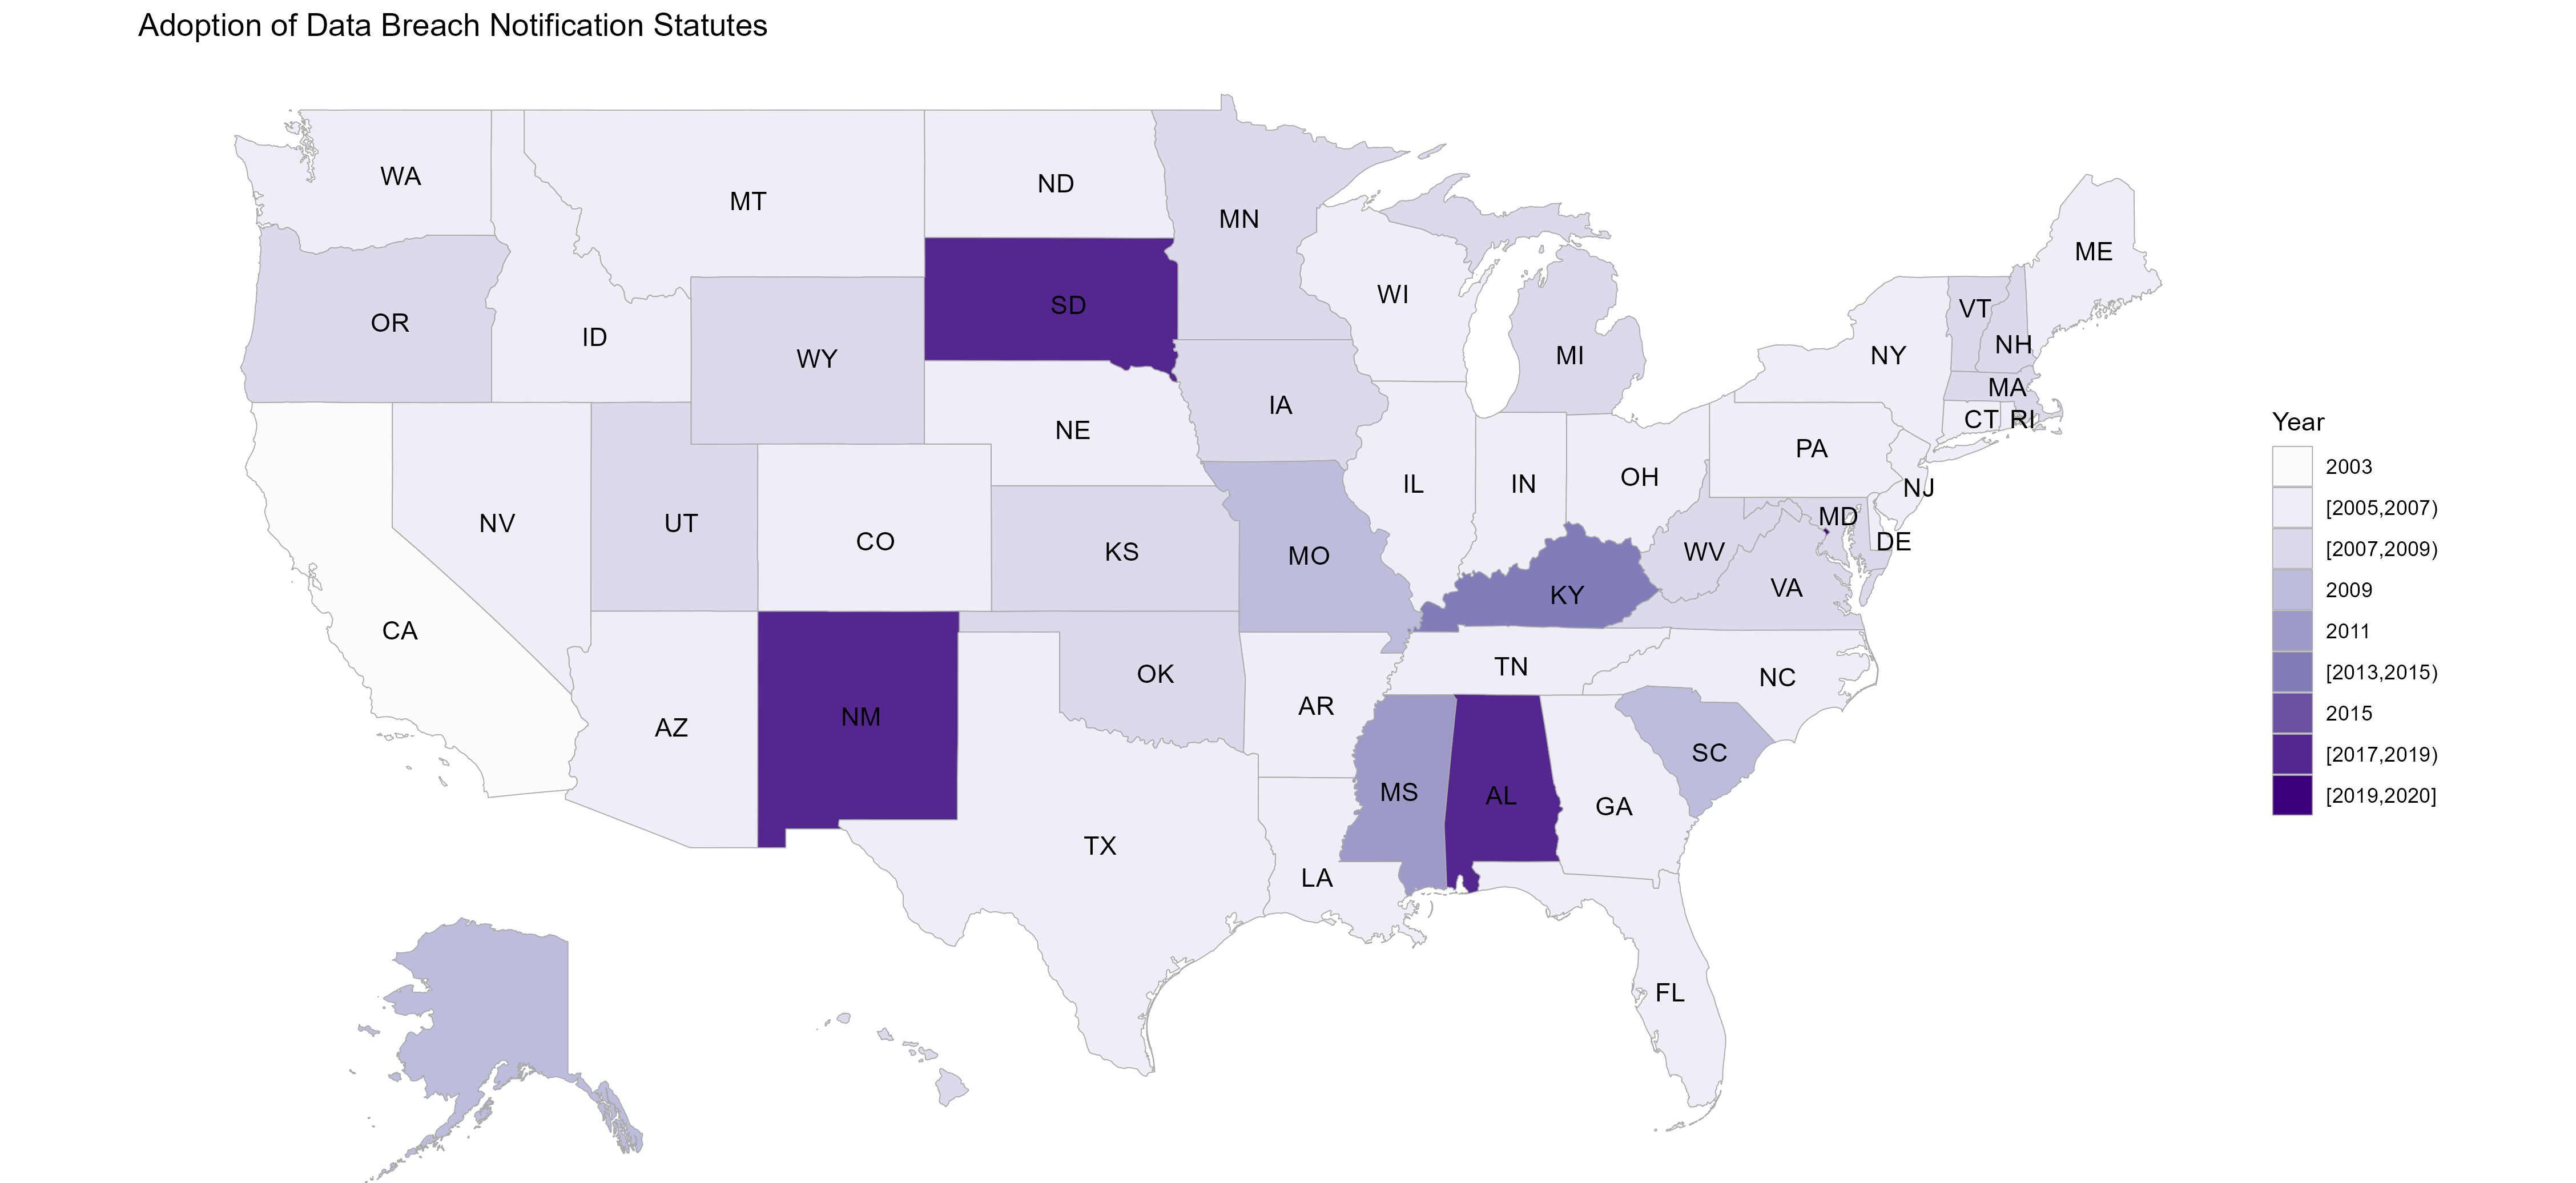 Adoption of Data Breach Notification Statutes
WA
MT
ND
MN
ME
OR
ID
WY
SD
WI
MI
VT
NH
NY
MA
CT
RI
IA
NE
PA
NJ
NV
UT
CO
KS
MO
IL
IN
OH
MD
DE
WV
VA
KY
CA
AZ
NM
OK
AR
TN
NC
SC
MS
AL
GA
TX
LA
FL
Year
2003
[2005,2007)
[2007,2009)
2009
2011
[2013,2015)
2015
[2017,2019)
[2019,2020]